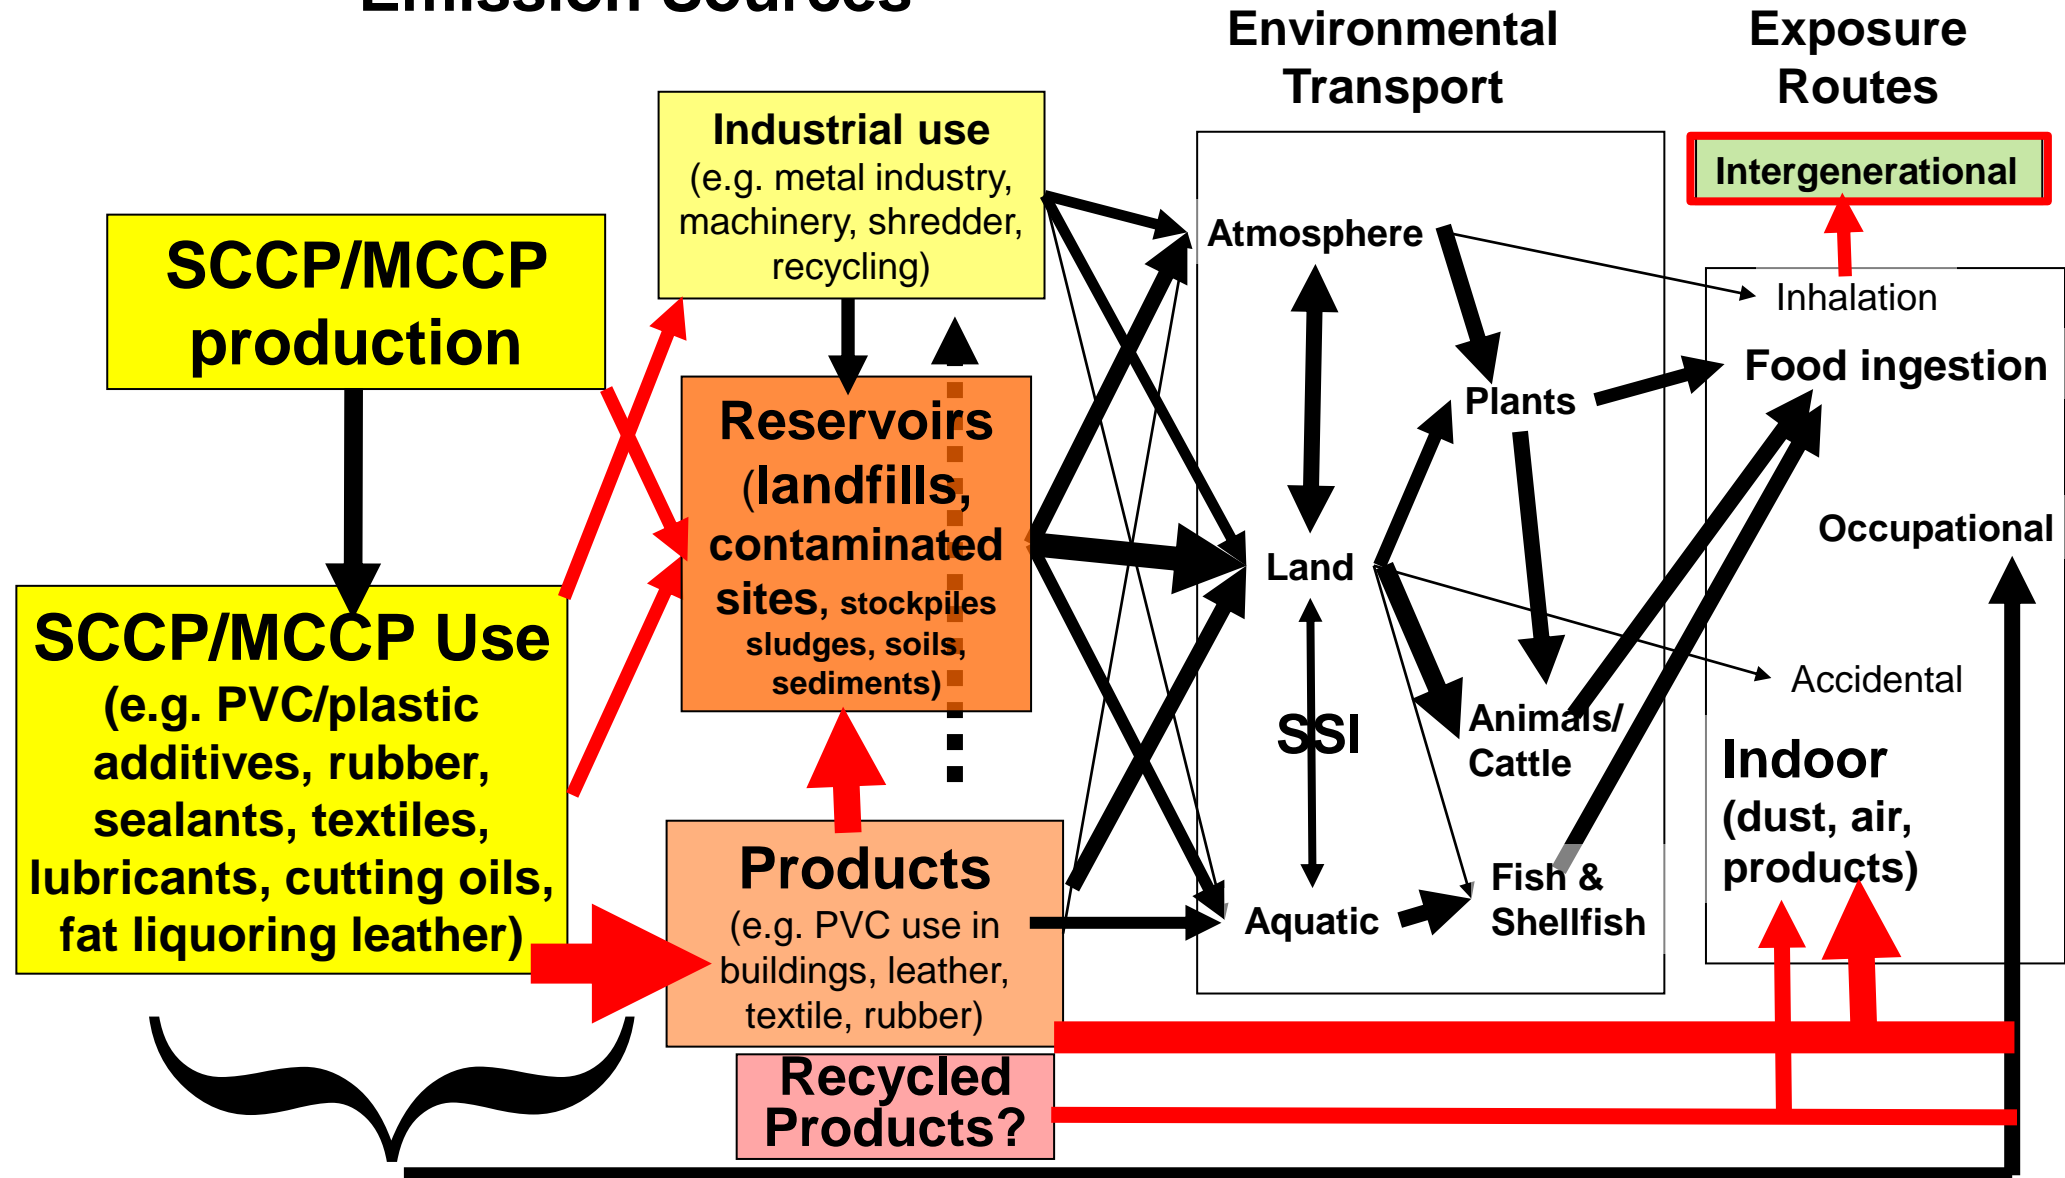 Emission Sources
Environmental
Transport
Exposure
Routes
Industrial use
(e.g. metal industry,
machinery, shredder,
recycling)
SCCP/MCCP
production
Reservoirs
(landfills,
contaminated
sites, stockpiles
sludges, soils,
sediments)
SCCP/MCCP Use
(e.g. PVC/plastic
additives, rubber,
sealants, textiles,
lubricants, cutting oils,
fat liquoring leather)
Products
(e.g. PVC use in
buildings, leather,
textile, rubber)
Recycled
Products?
Atmosphere
Plants
Land
SSI
Animals/
Cattle
Aquatic
Fish &
Shellfish
Intergenerational
Inhalation
Food ingestion
Occupational
Accidental
Indoor
(dust, air,
products)